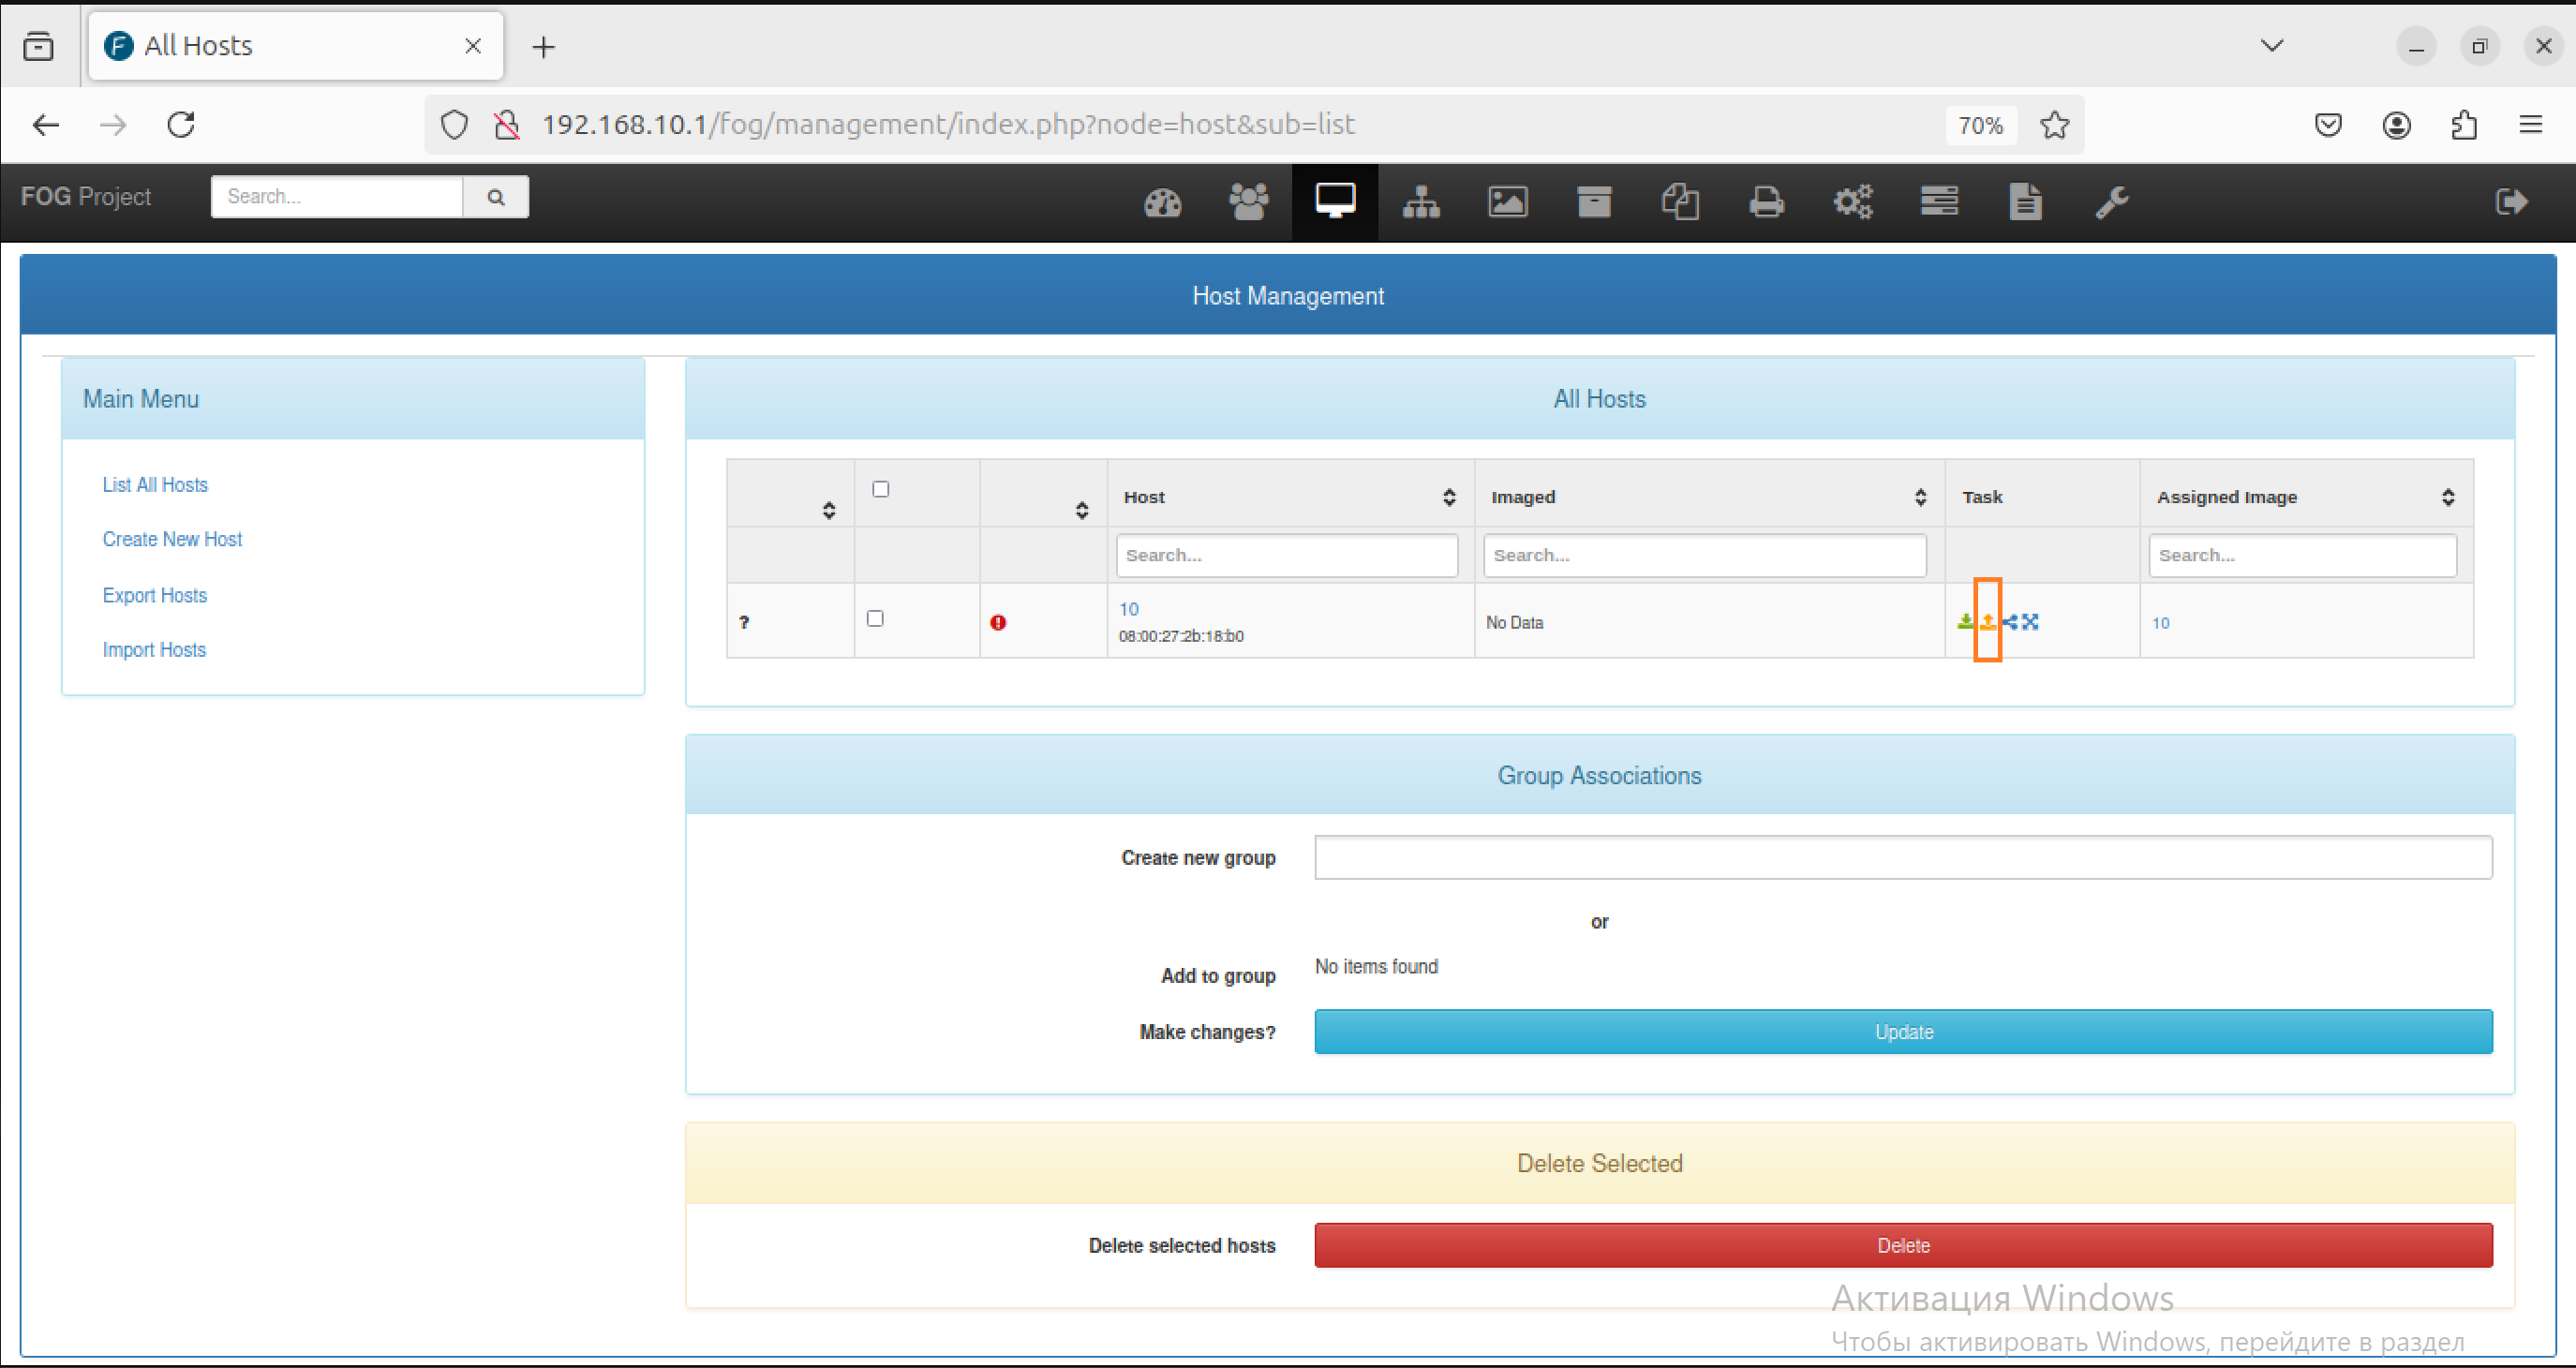 All Hosts
192.168.10.1/fog/management/index.php?node=host&sub=list
70%
FOG Project
Search...
Host Management
Main Menu
List All Hosts
Create New Host
Export Hosts
Import Hosts
All Hosts
Host Imaged Task Assigned Image
Search... Search... Search...
? 10 No Data 10
08:00:27:2b:18:b0
Group Associations
Create new group
or
Add to group No items found
Make changes? Update
Delete Selected
Delete selected hosts Delete
Активация Windows
Чтобы активировать Windows, перейдите в раздел